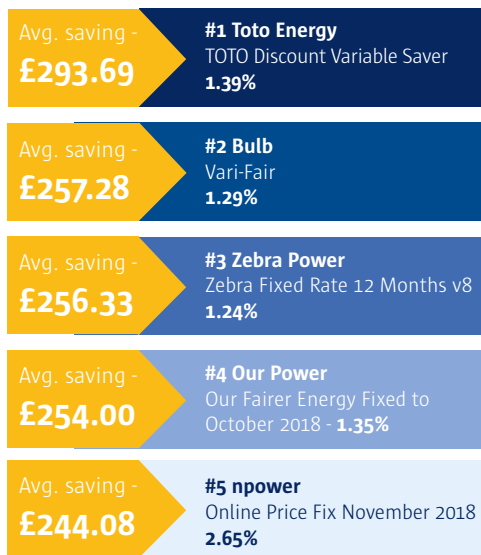 Avg. saving -
£293.69
#1 Toto Energy
TOTO Discount Variable Saver
1.39%
Avg. saving -
£257.28
#2 Bulb
Vari-Fair
1.29%
Avg. saving -
£256.33
#3 Zebra Power
Zebra Fixed Rate 12 Months v8
1.24%
Avg. saving -
£254.00
#4 Our Power
Our Fairer Energy Fixed to
October 2018 - 1.35%
Avg. saving -
£244.08
#5 npower
Online Price Fix November 2018
2.65%